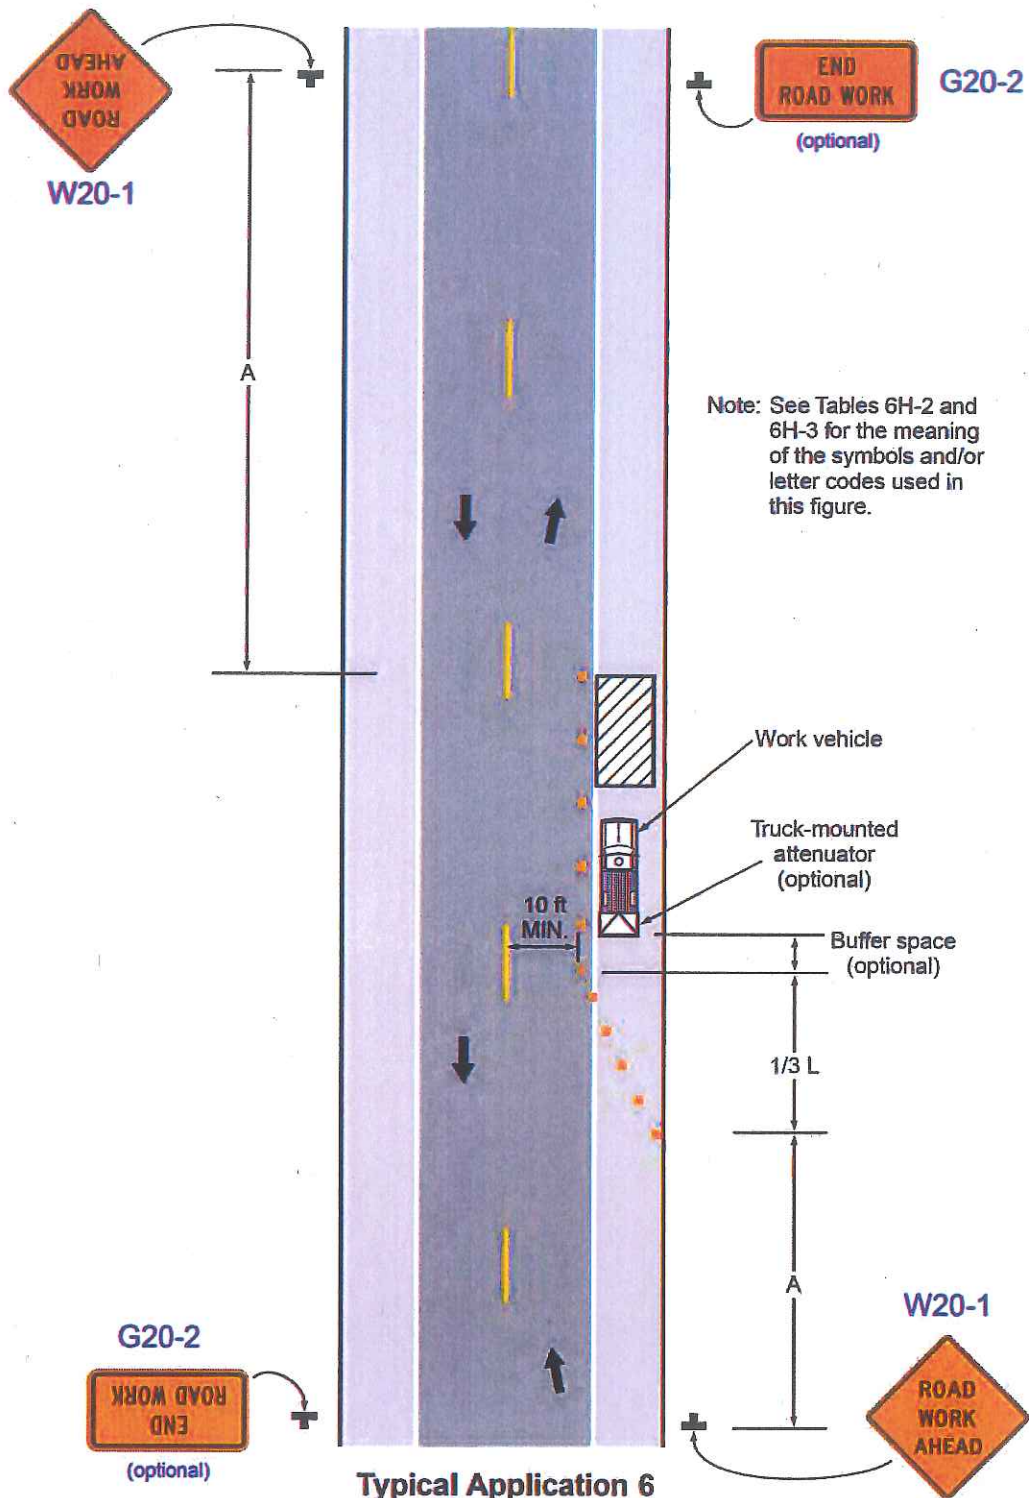 ROAD
WORK
AHEAD
W20-1
END
ROAD WORK
(optional)
G20-2
A
Note: See Tables 6H-2 and
6H-3 for the meaning
of the symbols and/or
letter codes used in
this figure.
Work vehicle
Truck-mounted
attenuator
(optional)
10 ft
MIN.
Buffer space
(optional)
1/3 L
A
W20-1
ROAD
WORK
AHEAD
G20-2
END
ROAD WORK
(optional)
Typical Application 6